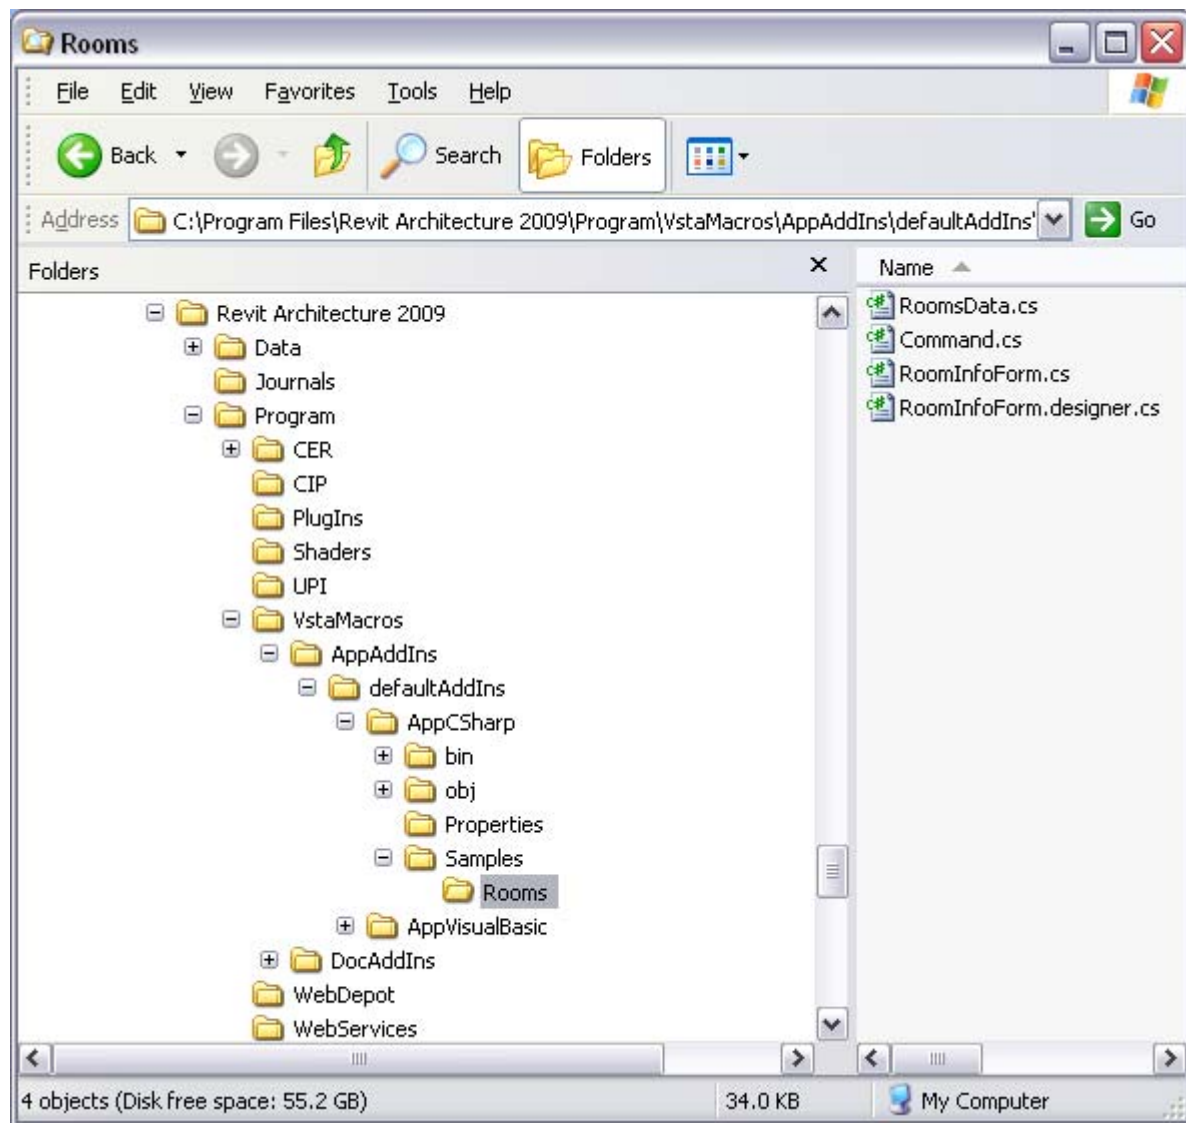 Rooms
File Edit View Favorites Tools Help
Back Search Folders
Address C:\Program Files\Revit Architecture 2009\Program\VstaMacros\AppAddIns\defaultAddIns\ Go
Folders
Revit Architecture 2009
Data
Journals
Program
CER
CIP
PlugIns
Shaders
UPI
VstaMacros
AppAddIns
defaultAddIns
AppCSharp
bin
obj
Properties
Samples
Rooms
AppVisualBasic
DocAddIns
WebDepot
WebServices
Name
RoomsData.cs
Command.cs
RoomInfoForm.cs
RoomInfoForm.designer.cs
4 objects (Disk free space: 55.2 GB) 34.0 KB My Computer